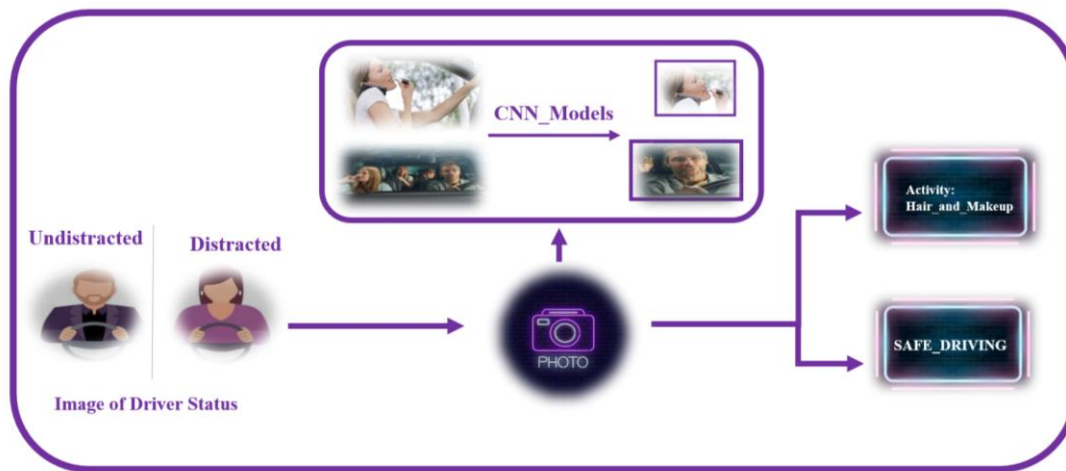 CNN_Models
Activity:
Hair_and_Makeup
Undistracted
Distracted
PHOTO
SAFE_DRIVING
Image of Driver Status